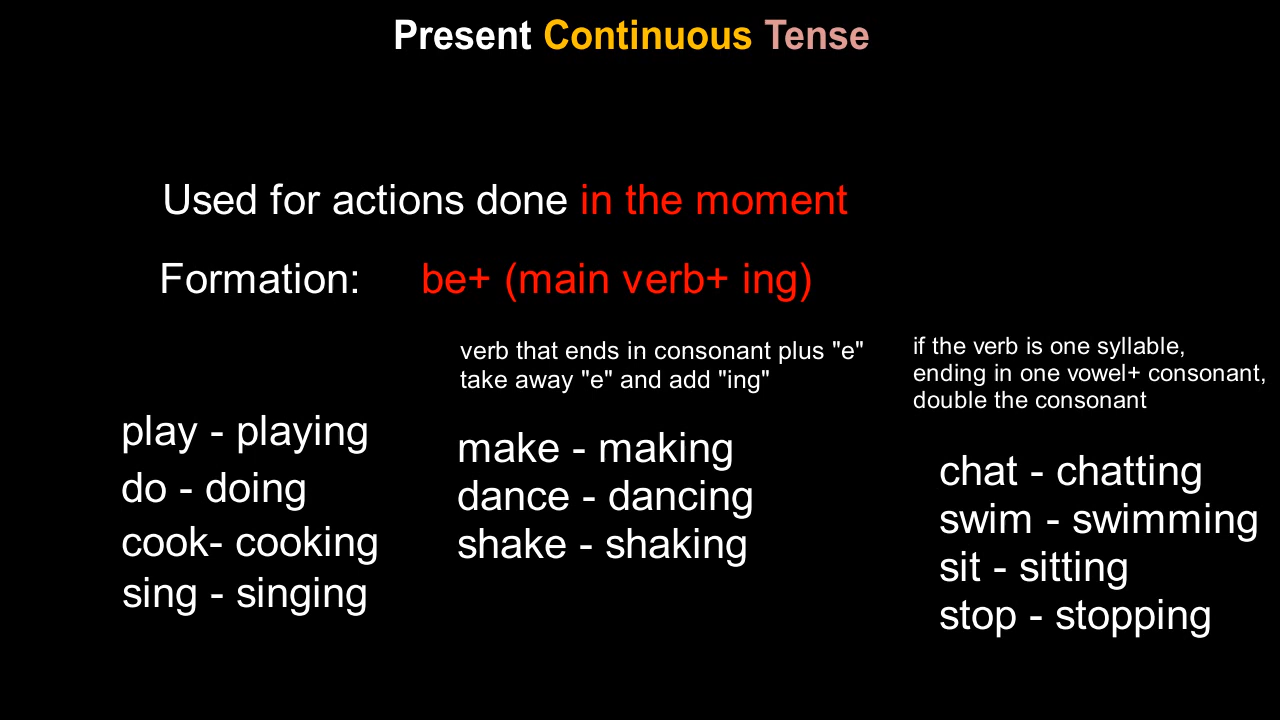 Present Continuous Tense
Used for actions done in the moment
Formation: be+ (main verb+ ing)
play - playing
do - doing
cook- cooking
sing - singing
verb that ends in consonant plus "e"
take away "e" and add "ing"
make - making
dance - dancing
shake - shaking
if the verb is one syllable,
ending in one vowel+ consonant,
double the consonant
chat - chatting
swim - swimming
sit - sitting
stop - stopping